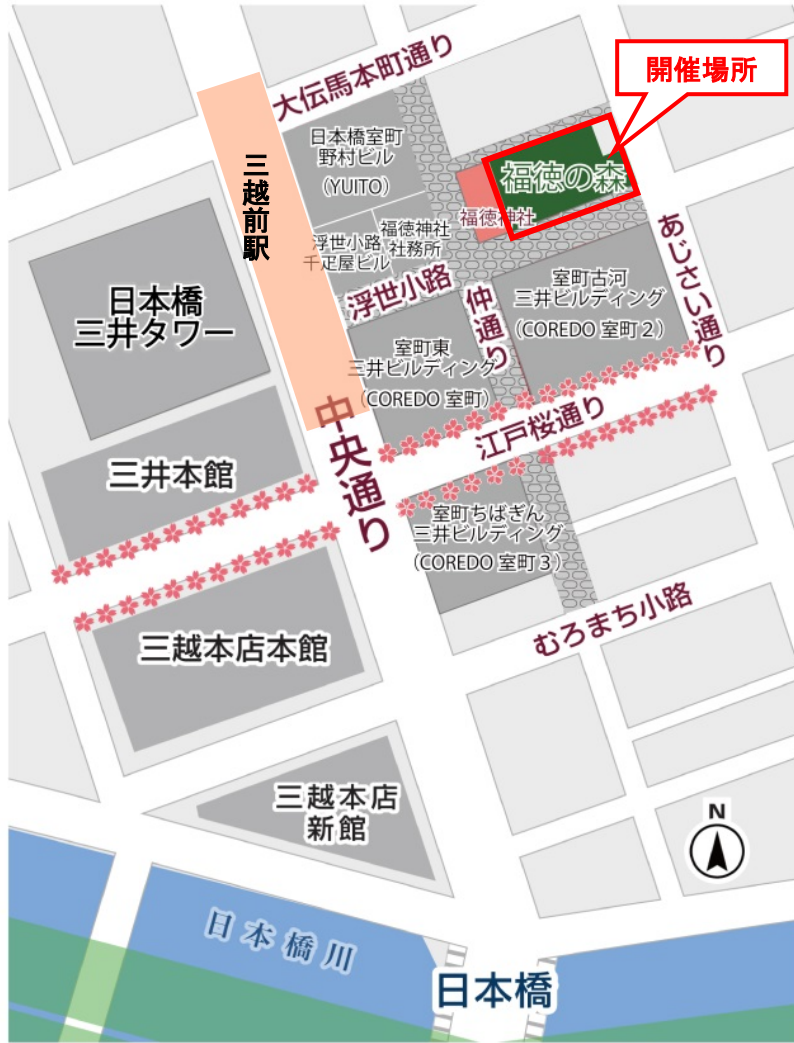 大伝馬本町通り
開催場所
日本橋室町
野村ビル
(YUITO)
三越前駅
福徳の森
福徳神社
浮世小路
千疋屋ビル
福徳神社
社務所
あじさい通り
浮世小路
仲通り
室町古河
三井ビルディング
(COREDO 室町2)
日本橋
三井タワー
室町東
三井ビルディング
(COREDO 室町)
中央通り
江戸桜通り
三井本館
室町ちばぎん
三井ビルディング
(COREDO 室町3)
むろまち小路
三越本店本館
三越本店
新館
N
日本橋川
日本橋